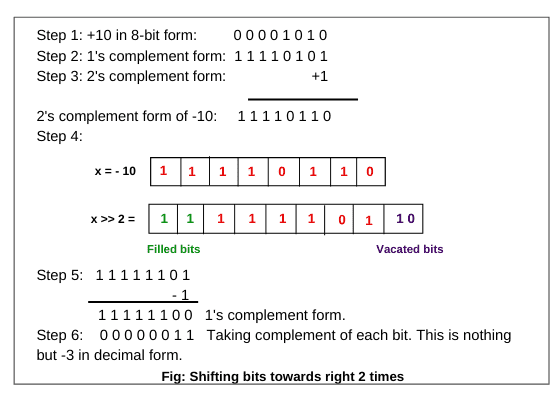 Step 1: +10 in 8-bit form: 0 0 0 0 1 0 1 0
Step 2: 1's complement form: 1 1 1 1 0 1 0 1
Step 3: 2's complement form: +1
2's complement form of -10: 1 1 1 1 0 1 1 0
Step 4:
x = - 10 1 1 1 1 0 1 1 0
x >> 2 = 1 1 1 1 1 1 0 1 1 0
Filled bits Vacated bits
Step 5: 1 1 1 1 1 1 0 1
- 1
1 1 1 1 1 1 0 0 1's complement form.
Step 6: 0 0 0 0 0 0 1 1 Taking complement of each bit. This is nothing
but -3 in decimal form.
Fig: Shifting bits towards right 2 times